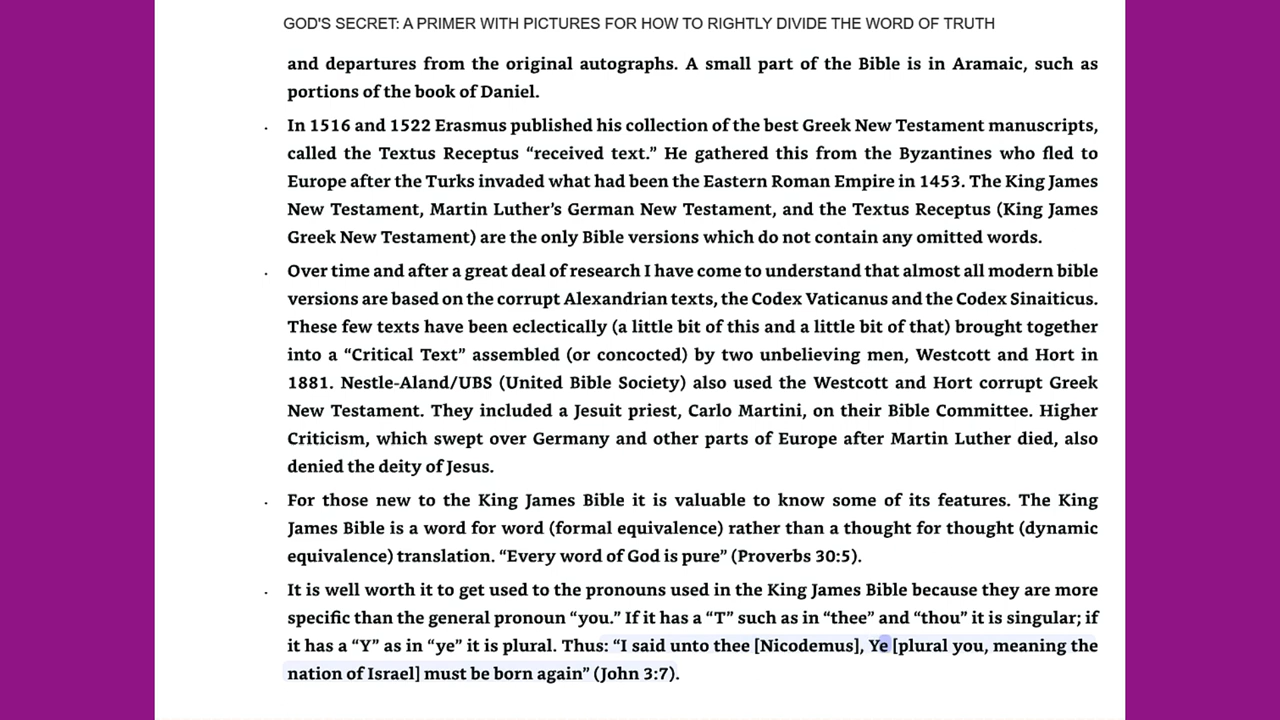 GOD'S SECRET: A PRIMER WITH PICTURES FOR HOW TO RIGHTLY DIVIDE THE WORD OF TRUTH
and departures from the original autographs. A small part of the Bible is in Aramaic, such as
portions of the book of Daniel.
· In 1516 and 1522 Erasmus published his collection of the best Greek New Testament manuscripts,
called the Textus Receptus “received text.” He gathered this from the Byzantines who fled to
Europe after the Turks invaded what had been the Eastern Roman Empire in 1453. The King James
New Testament, Martin Luther’s German New Testament, and the Textus Receptus (King James
Greek New Testament) are the only Bible versions which do not contain any omitted words.
· Over time and after a great deal of research I have come to understand that almost all modern bible
versions are based on the corrupt Alexandrian texts, the Codex Vaticanus and the Codex Sinaiticus.
These few texts have been eclectically (a little bit of this and a little bit of that) brought together
into a “Critical Text” assembled (or concocted) by two unbelieving men, Westcott and Hort in
1881. Nestle-Aland/UBS (United Bible Society) also used the Westcott and Hort corrupt Greek
New Testament. They included a Jesuit priest, Carlo Martini, on their Bible Committee. Higher
Criticism, which swept over Germany and other parts of Europe after Martin Luther died, also
denied the deity of Jesus.
· For those new to the King James Bible it is valuable to know some of its features. The King
James Bible is a word for word (formal equivalence) rather than a thought for thought (dynamic
equivalence) translation. “Every word of God is pure” (Proverbs 30:5).
· It is well worth it to get used to the pronouns used in the King James Bible because they are more
specific than the general pronoun “you.” If it has a “T” such as in “thee” and “thou” it is singular; if
it has a “Y” as in “ye” it is plural. Thus: “I said unto thee [Nicodemus], Ye [plural you, meaning the
nation of Israel] must be born again” (John 3:7).